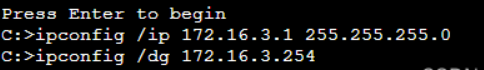 Press Enter to begin
C:>ipconfig /ip 172.16.3.1 255.255.255.0
C:>ipconfig /dg 172.16.3.254